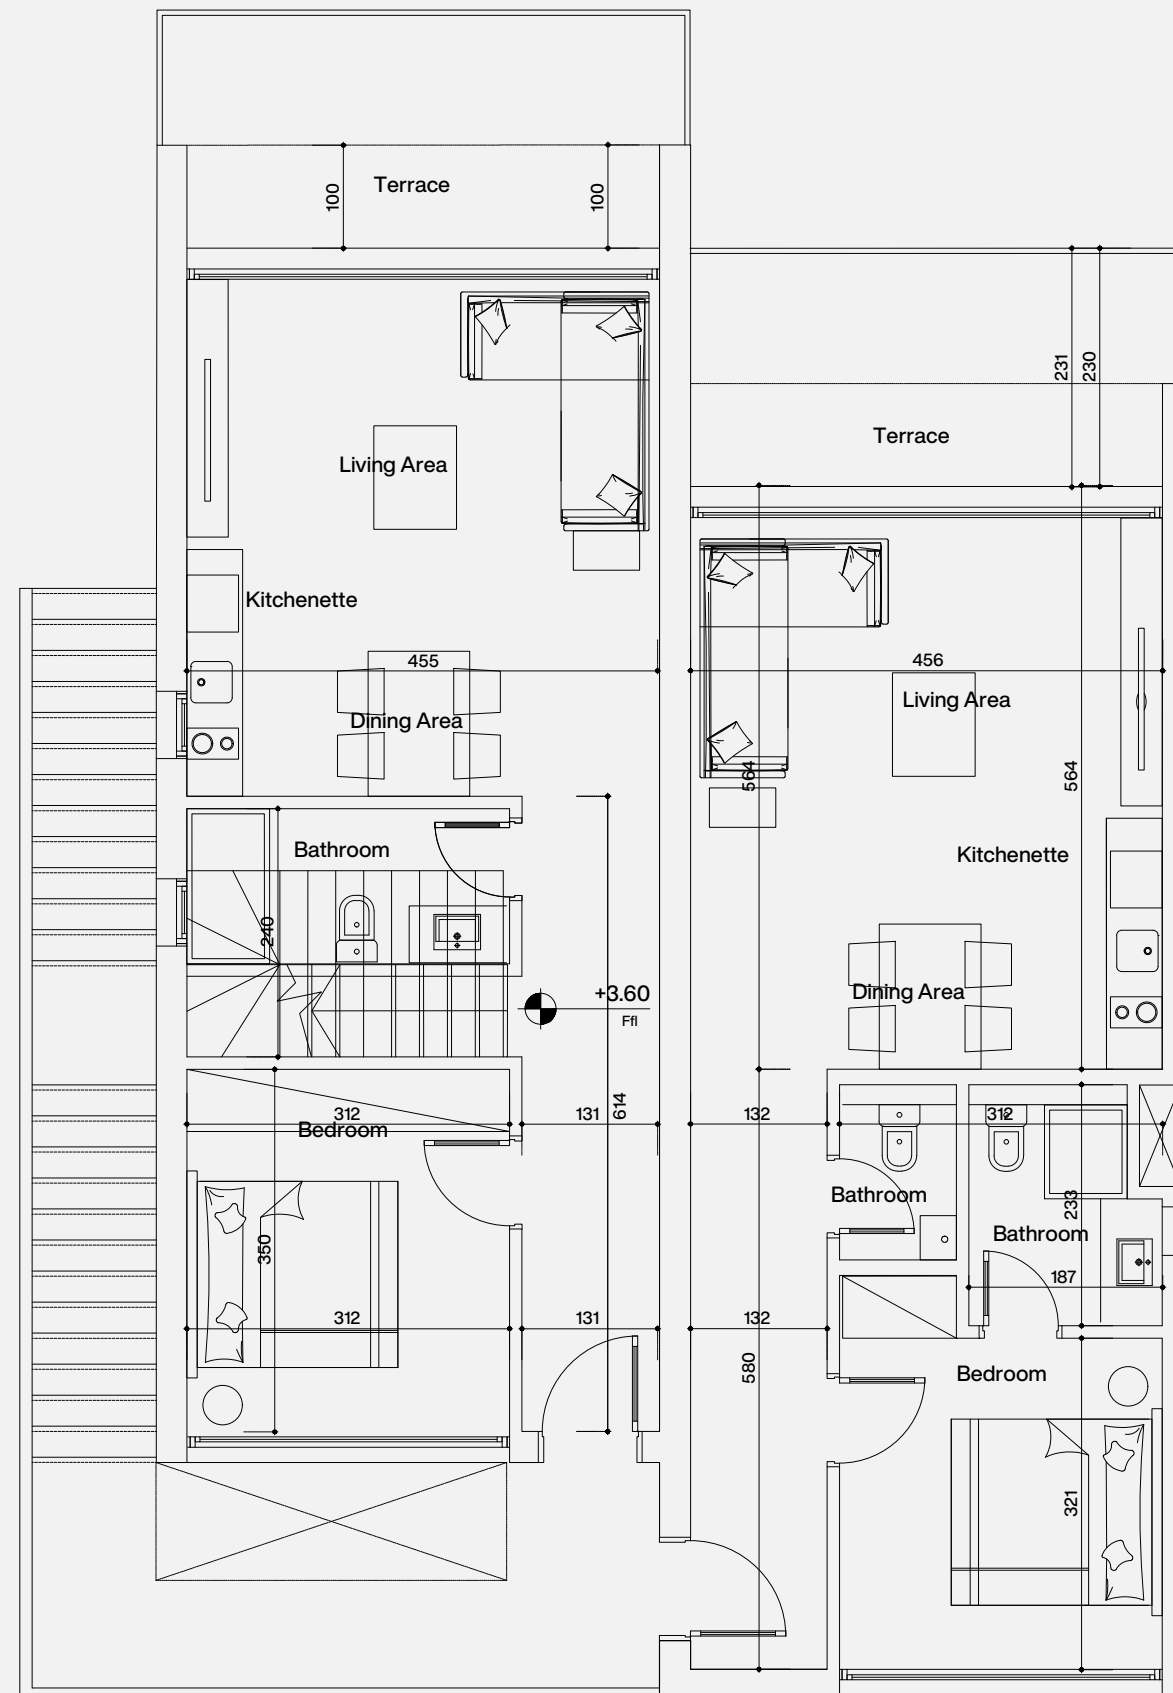 100
Terrace
100
231
230
Terrace
Living Area
Kitchenette
455
456
Living Area
Dining Area
564
564
Bathroom
Kitchenette
240
+3.60
Ffl
Dining Area
312
131
614
132
312
Bedroom
Bathroom
233
Bathroom
350
187
312
131
132
580
Bedroom
321